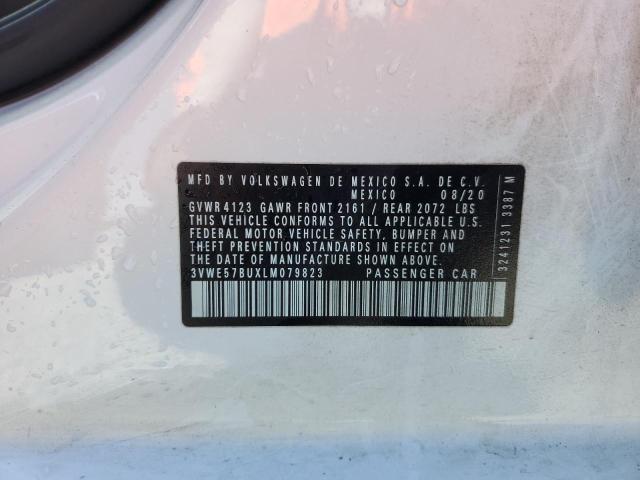 MFD BY VOLKSWAGEN DE MEXICO S.A. DE C.V.
MEXICO 08/20
GVWR 4123 GAWR FRONT 2161 / REAR 2072 LBS
THIS VEHICLE CONFORMS TO ALL APPLICABLE U.S.
FEDERAL MOTOR VEHICLE SAFETY, BUMPER AND
THEFT PREVENTION STANDARDS IN EFFECT ON
THE DATE OF MANUFACTURE SHOWN ABOVE
3VWE57BUXLM079823 PASSENGER CAR
3241231 3387 M